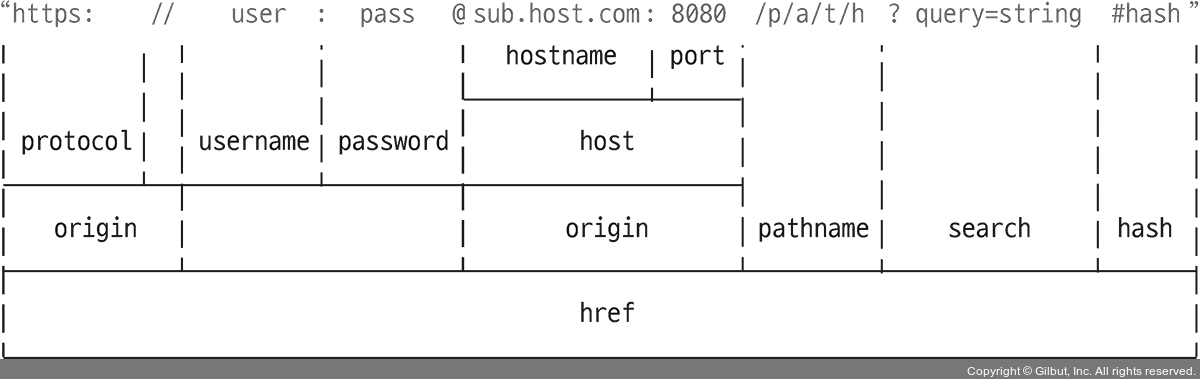 “https: // user : pass @ sub.host.com : 8080 /p/a/t/h ? query=string #hash ”
hostname port
protocol username password host
origin origin pathname search hash
href
Copyright © Gilbut, Inc. All rights reserved.